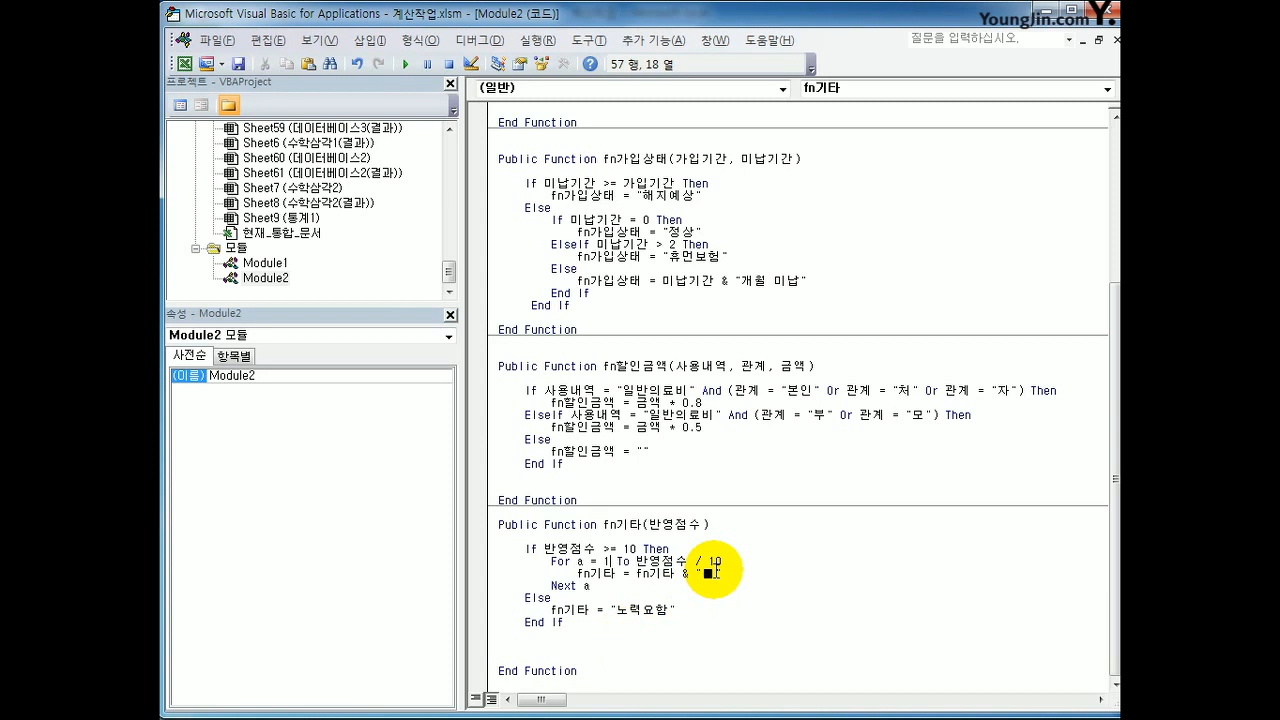 Microsoft Visual Basic for Applications - 계산작업.xlsm - [Module2 (코드)]
YoungJin.com Y.
파일(F) 편집(E) 보기(V) 삽입(I) 형식(O) 디버그(D) 실행(R) 도구(T) 추가 기능(A) 창(W) 도움말(H) 질문을 입력하십시오.
57 행, 18 열
프로젝트 - VBAProject
(일반) fn기타
Sheet59 (데이터베이스3(결과))
Sheet6 (수학삼각1(결과))
Sheet60 (데이터베이스2)
Sheet61 (데이터베이스2(결과))
Sheet7 (수학삼각2)
Sheet8 (수학삼각2(결과))
Sheet9 (통계1)
현재_통합_문서
모듈
Module1
Module2
속성 - Module2
Module2 모듈
사전순 항목별
(이름) Module2
End Function
Public Function fn가입상태(가입기간, 미납기간)
If 미납기간 >= 가입기간 Then
fn가입상태 = "해지예상"
Else
If 미납기간 = 0 Then
fn가입상태 = "정상"
ElseIf 미납기간 > 2 Then
fn가입상태 = "휴먼보험"
Else
fn가입상태 = 미납기간 & "개월 미납"
End If
End If
End Function
Public Function fn할인금액(사용내역, 관계, 금액)
If 사용내역 = "일반의료비" And (관계 = "본인" Or 관계 = "처" Or 관계 = "자") Then
fn할인금액 = 금액 * 0.8
ElseIf 사용내역 = "일반의료비" And (관계 = "부" Or 관계 = "모") Then
fn할인금액 = 금액 * 0.5
Else
fn할인금액 = ""
End If
End Function
Public Function fn기타(반영점수)
If 반영점수 >= 10 Then
For a = 1 To 반영점수 / 10
fn기타 = fn기타 & "■"
Next a
Else
fn기타 = "노력요함"
End If
End Function